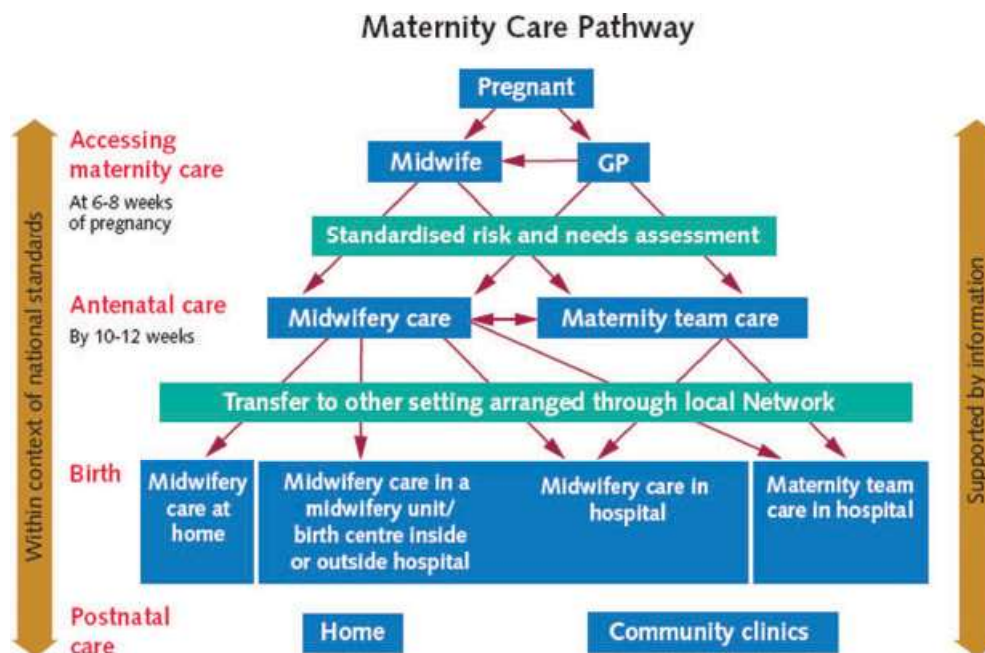 Maternity Care Pathway
Pregnant
Accessing
maternity care
At 6-8 weeks
of pregnancy
Midwife
GP
Standardised risk and needs assessment
Antenatal care
By 10-12 weeks
Midwifery care
Maternity team care
Transfer to other setting arranged through local Network
Birth
Midwifery
care at
home
Midwifery care in a
midwifery unit/
birth centre inside
or outside hospital
Midwifery care in
hospital
Maternity team
care in hospital
Postnatal
care
Home
Community clinics
Within context of national standards
Supported by information